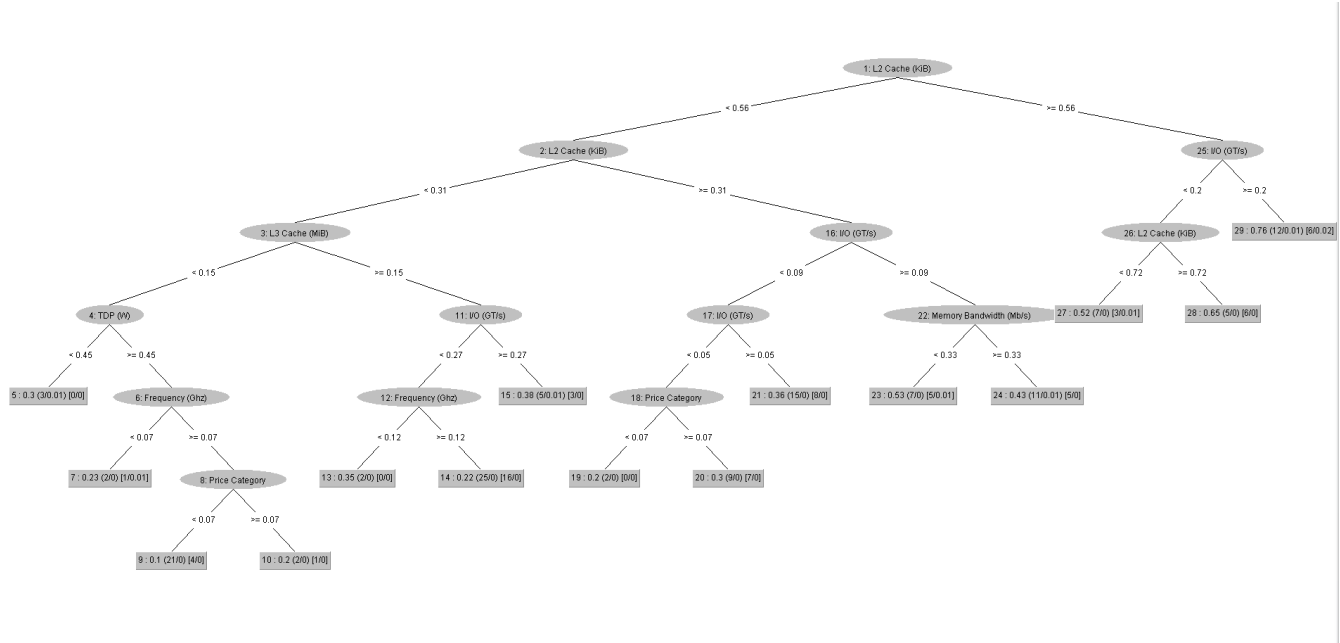 1: L2 Cache (KiB)
< 0.56
>= 0.56
2: L2 Cache (KiB)
25: I/O (GT/s)
< 0.31
>= 0.31
< 0.2
>= 0.2
3: L3 Cache (MiB)
16: I/O (GT/s)
26: L2 Cache (KiB)
29 : 0.76 (12/0.01) [6/0.02]
< 0.15
>= 0.15
< 0.09
>= 0.09
< 0.72
>= 0.72
4: TDP (W)
11: I/O (GT/s)
17: I/O (GT/s)
22: Memory Bandwidth (Mb/s)
27 : 0.52 (7/0) [3/0.01]
28 : 0.65 (5/0) [6/0]
< 0.45
>= 0.45
< 0.27
>= 0.27
< 0.05
>= 0.05
< 0.33
>= 0.33
5 : 0.3 (3/0.01) [0/0]
6: Frequency (Ghz)
12: Frequency (Ghz)
15 : 0.38 (5/0.01) [3/0]
18: Price Category
21 : 0.36 (15/0) [8/0]
23 : 0.53 (7/0) [5/0.01]
24 : 0.43 (11/0.01) [5/0]
< 0.07
>= 0.07
< 0.12
>= 0.12
< 0.07
>= 0.07
7 : 0.23 (2/0) [1/0.01]
8: Price Category
13 : 0.35 (2/0) [0/0]
14 : 0.22 (25/0) [16/0]
19 : 0.2 (2/0) [0/0]
20 : 0.3 (9/0) [7/0]
< 0.07
>= 0.07
9 : 0.1 (21/0) [4/0]
10 : 0.2 (2/0) [1/0]